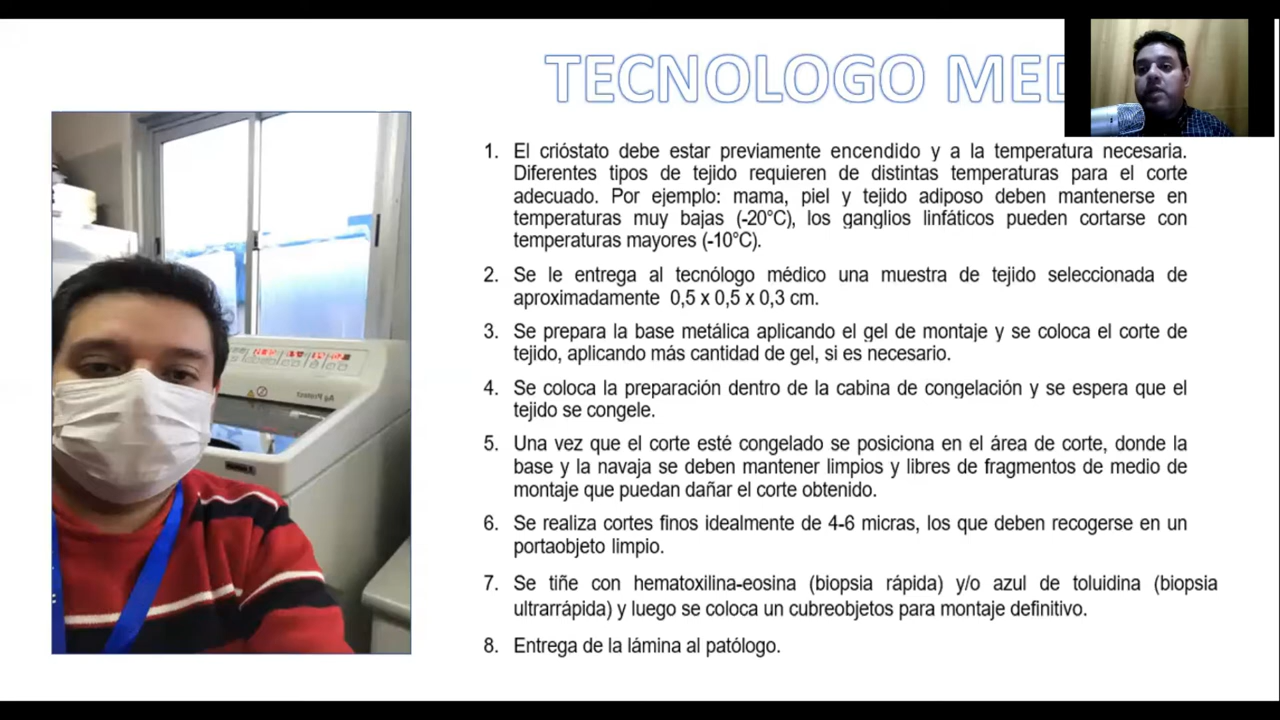 TECNOLOGO MED
1. El crióstato debe estar previamente encendido y a la temperatura necesaria.
Diferentes tipos de tejido requieren de distintas temperaturas para el corte
adecuado. Por ejemplo: mama, piel y tejido adiposo deben mantenerse en
temperaturas muy bajas (-20°C), los ganglios linfáticos pueden cortarse con
temperaturas mayores (-10°C).
2. Se le entrega al tecnólogo médico una muestra de tejido seleccionada de
aproximadamente 0,5 x 0,5 x 0,3 cm.
3. Se prepara la base metálica aplicando el gel de montaje y se coloca el corte de
tejido, aplicando más cantidad de gel, si es necesario.
4. Se coloca la preparación dentro de la cabina de congelación y se espera que el
tejido se congele.
5. Una vez que el corte esté congelado se posiciona en el área de corte, donde la
base y la navaja se deben mantener limpios y libres de fragmentos de medio de
montaje que puedan dañar el corte obtenido.
6. Se realiza cortes finos idealmente de 4-6 micras, los que deben recogerse en un
portaobjeto limpio.
7. Se tiñe con hematoxilina-eosina (biopsia rápida) y/o azul de toluidina (biopsia
ultrarrápida) y luego se coloca un cubreobjetos para montaje definitivo.
8. Entrega de la lámina al patólogo.